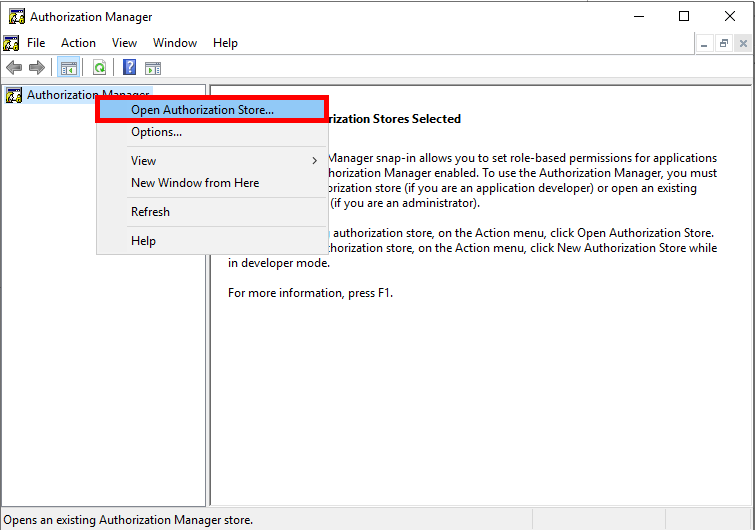 Authorization Manager
File Action View Window Help
Authorization Manager
Open Authorization Store...
Options...
View
New Window from Here
Refresh
Help
rization Stores Selected
Manager snap-in allows you to set role-based permissions for applications
horization Manager enabled. To use the Authorization Manager, you must
orization store (if you are an application developer) or open an existing
(if you are an administrator).
authorization store, on the Action menu, click Open Authorization Store.
thorization store, on the Action menu, click New Authorization Store while
in developer mode.
For more information, press F1.
Opens an existing Authorization Manager store.